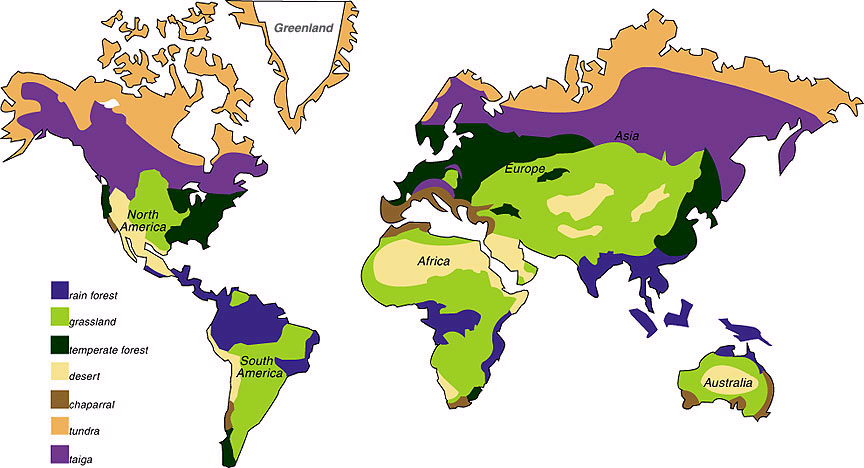 Greenland
Asia
Europe
North
America
Africa
South
America
Australia
rain forest
grassland
temperate forest
desert
chaparral
tundra
taiga